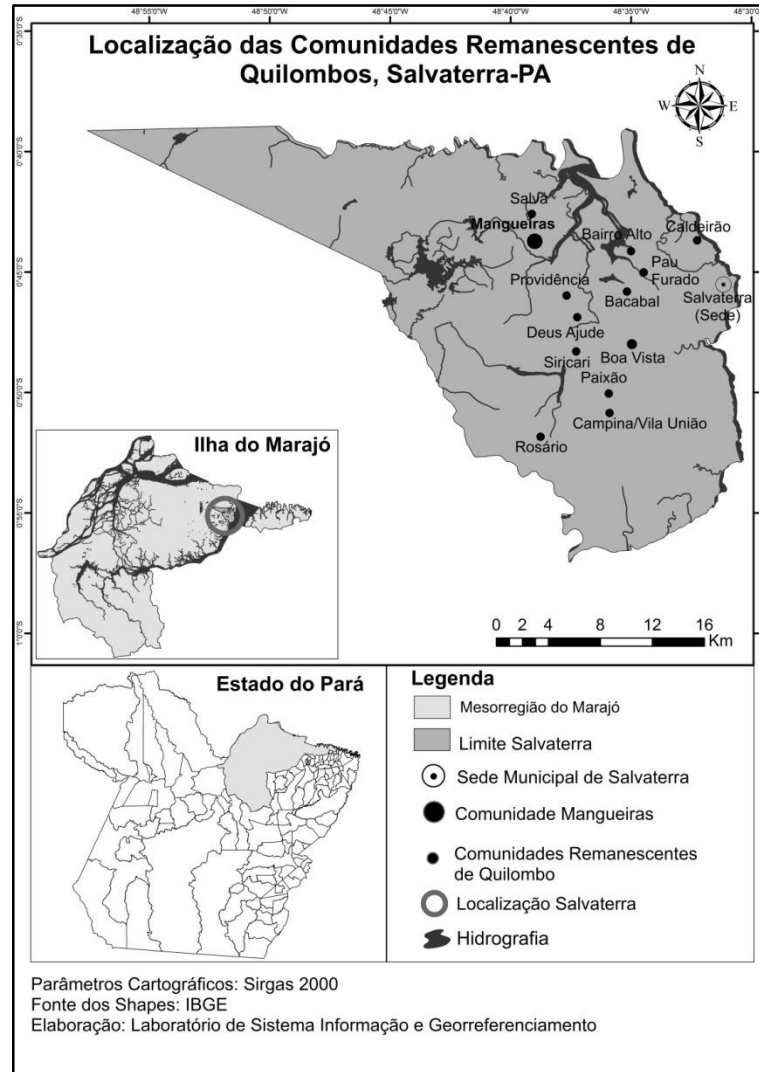 48°55'0"O 48°50'0"O 48°45'0"O 48°40'0"O 48°35'0"O
0°35'0"S
Localização das Comunidades Remanescentes de
Quilombos, Salvaterra-PA
N
W E
S
0°40'0"S
Salvá
Mangueiras
Bairro Alto
Caldeirão
0°45'0"S
Pau
Furado
Providência
Bacabal
Salvaterra
(Sede)
Deus Ajude
Siricari
Boa Vista
0°50'0"S
Paixão
Campina/Vila União
Rosário
Ilha do Marajó
0°55'0"S
1°0'0"S
0 2 4 8 12 16
Km
Estado do Pará
Legenda
Mesorregião do Marajó
Limite Salvaterra
Sede Municipal de Salvaterra
Comunidade Mangueiras
Comunidades Remanescentes
de Quilombo
Localização Salvaterra
Hidrografia
Parâmetros Cartográficos: Sirgas 2000
Fonte dos Shapes: IBGE
Elaboração: Laboratório de Sistema Informação e Georreferenciamento